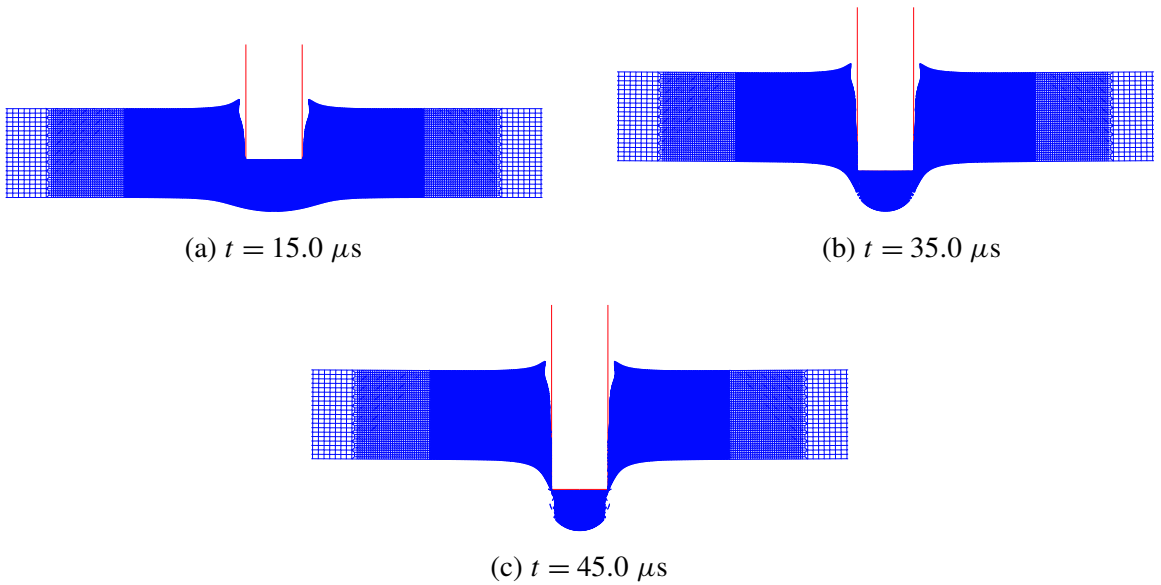 (a) t = 15.0 μs
(b) t = 35.0 μs
(c) t = 45.0 μs